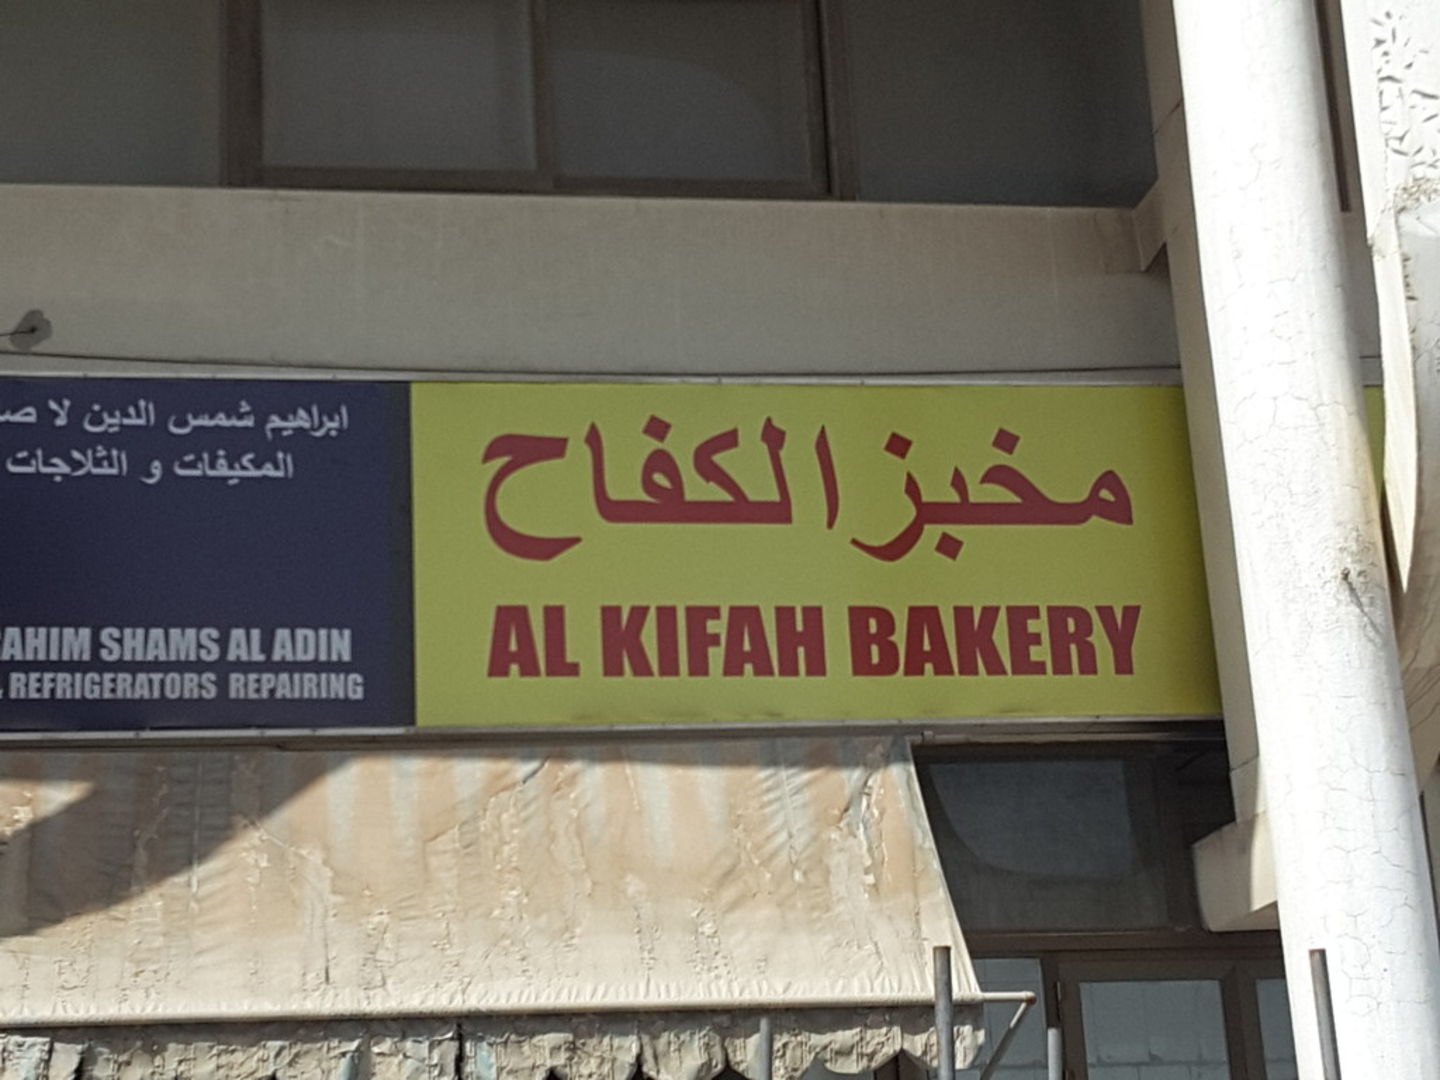 ابراهيم شمس الدين لا
المكيفات و الثلاجات
SHAMS AL ADIN
REFRIGERATORS REPAIRING
مخبز الكفاح
AL KIFAH BAKERY